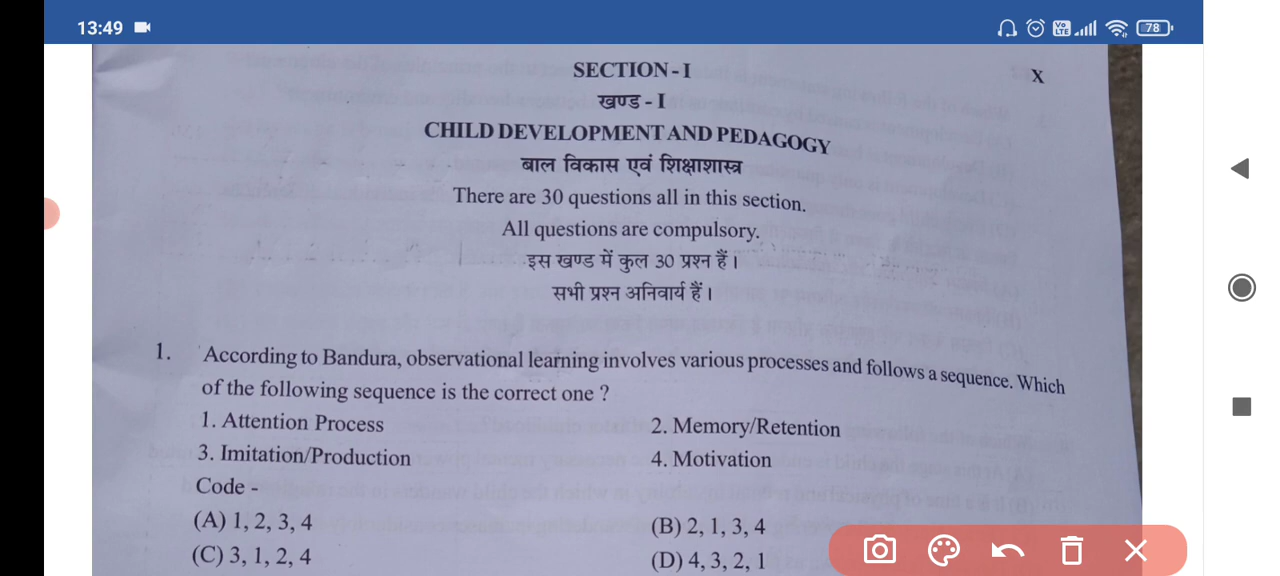 13:49
Vo LTE
78
SECTION - I
X
खण्ड - I
CHILD DEVELOPMENT AND PEDAGOGY
बाल विकास एवं शिक्षाशास्त्र
There are 30 questions all in this section.
All questions are compulsory.
इस खण्ड में कुल 30 प्रश्न हैं।
सभी प्रश्न अनिवार्य हैं।
1. According to Bandura, observational learning involves various processes and follows a sequence. Which
of the following sequence is the correct one ?
1. Attention Process 2. Memory/Retention
3. Imitation/Production 4. Motivation
Code -
(A) 1, 2, 3, 4 (B) 2, 1, 3, 4
(C) 3, 1, 2, 4 (D) 4, 3, 2, 1